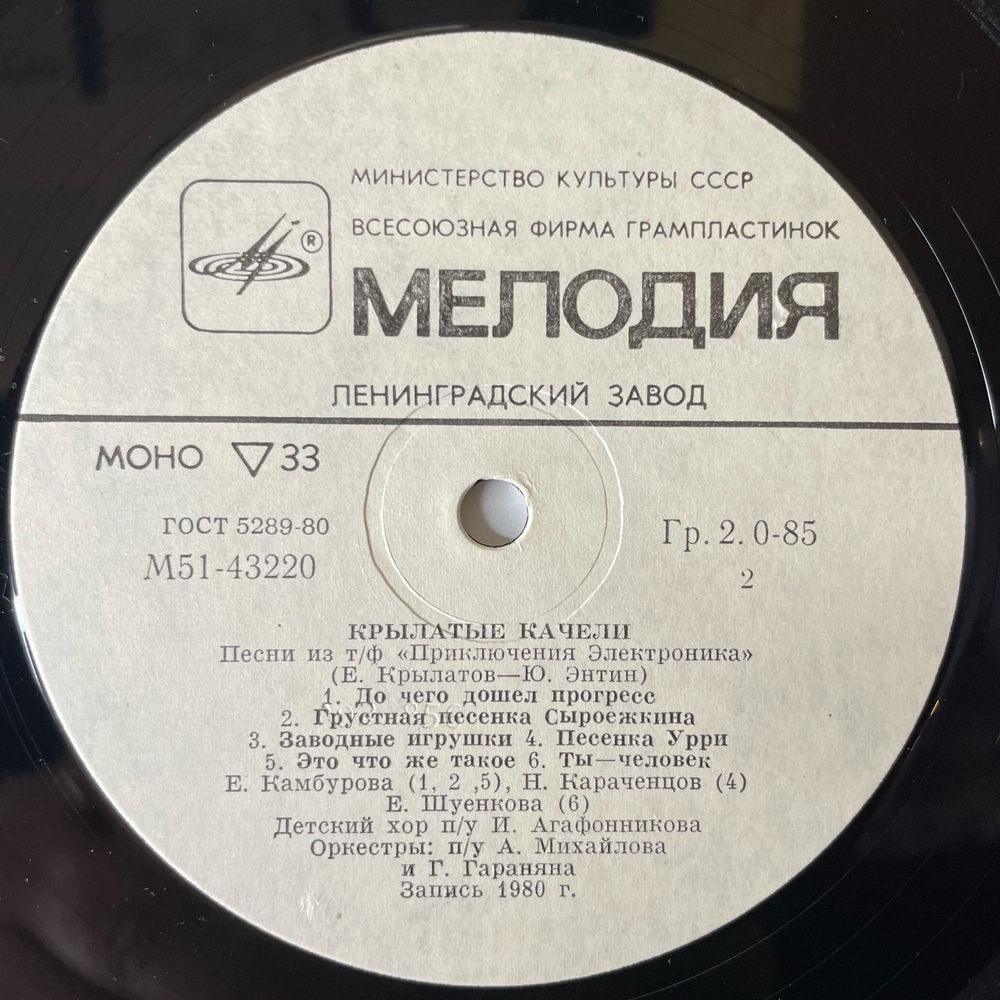 МИНИСТЕРСТВО КУЛЬТУРЫ СССР
ВСЕСОЮЗНАЯ ФИРМА ГРАМПЛАСТИНОК
®
МЕЛОДИЯ
ЛЕНИНГРАДСКИЙ ЗАВОД
МОНО 33
ГОСТ 5289-80
Гр. 2. 0-85
М51-43220
2
КРЫЛАТЫЕ КАЧЕЛИ
Песни из т/ф «Приключения Электроника»
(Е. Крылатов—Ю. Энтин)
1. До чего дошел прогресс
2. Грустная песенка Сыроежкина
3. Заводные игрушки 4. Песенка Урри
5. Это что же такое 6. Ты—человек
Е. Камбурова (1, 2 ,5), Н. Караченцов (4)
Е. Шуенкова (6)
Детский хор п/у И. Агафонникова
Оркестры: п/у А. Михайлова
и Г. Гараняна
Запись 1980 г.